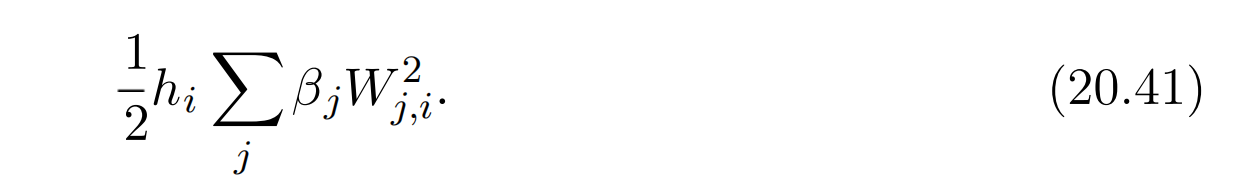 \frac{1}{2} h_i \sum_j \beta_j W_{j,i}^2. (20.41)